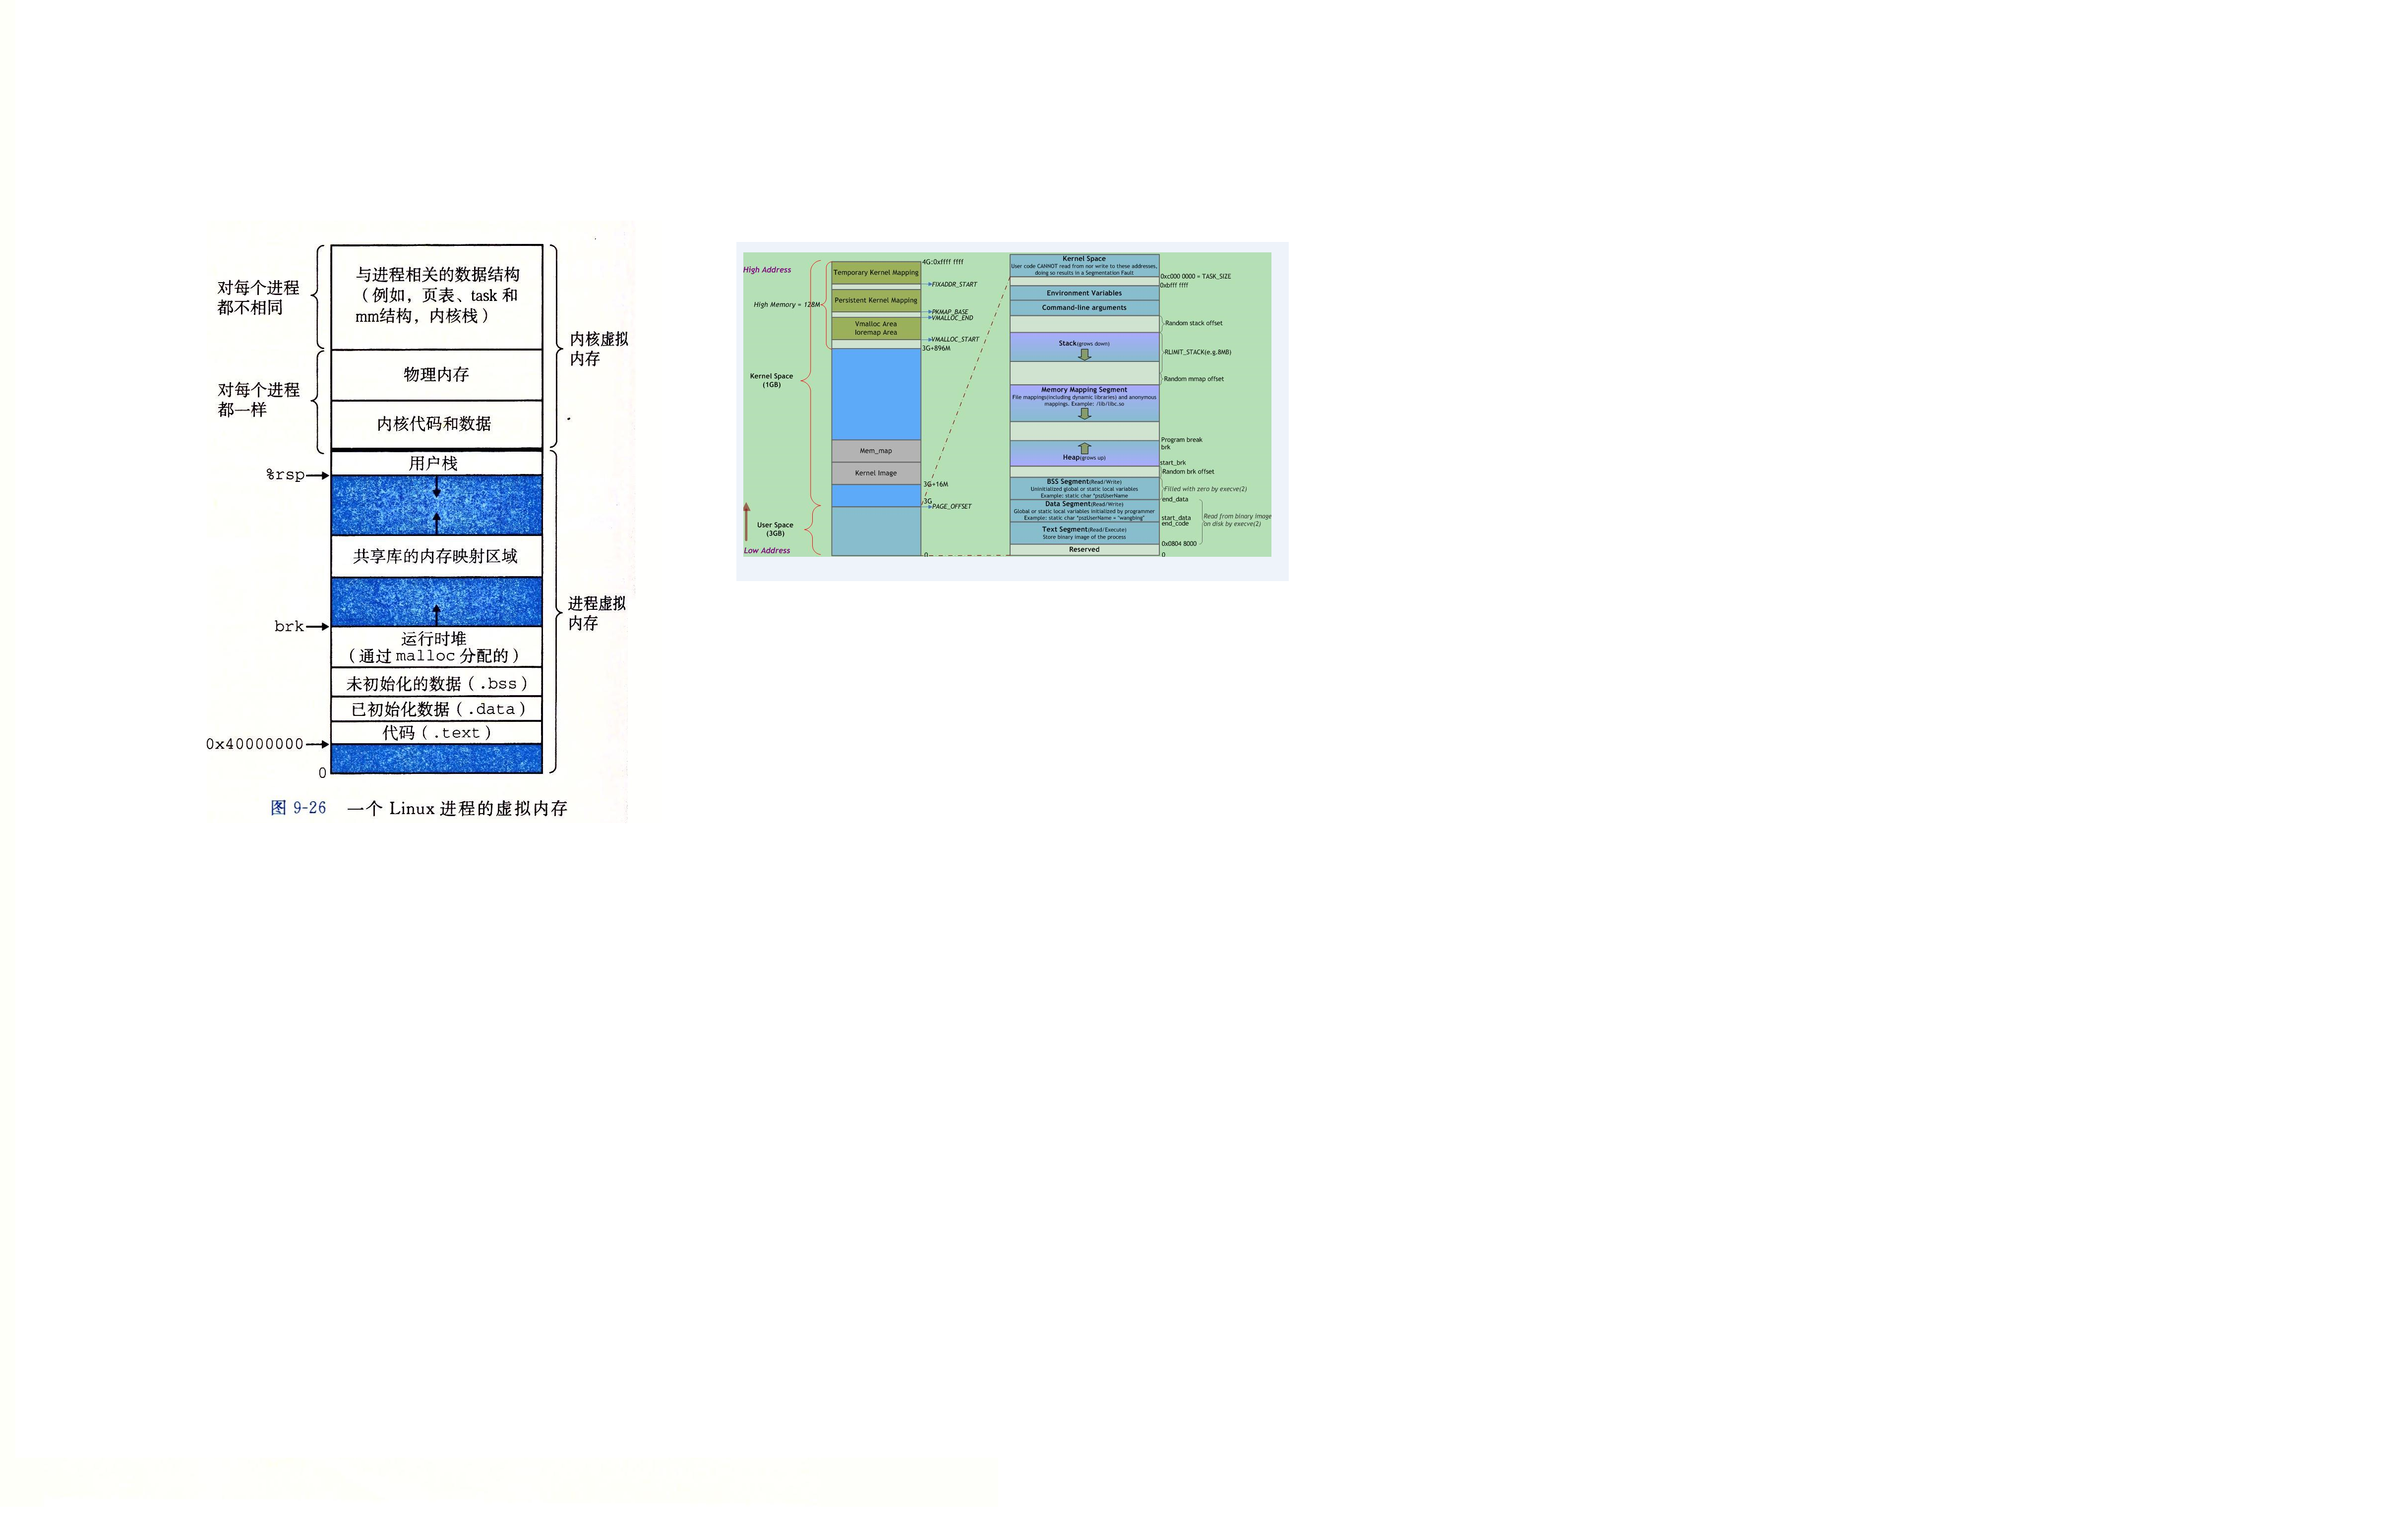 对每个进程
都不相同
与进程相关的数据结构
（例如，页表、task 和
mm结构，内核栈）
内核虚拟
内存
对每个进程
都一样
物理内存
内核代码和数据
用户栈
%rsp
共享库的内存映射区域
进程虚拟
内存
brk
运行时堆
（通过 malloc 分配的）
未初始化的数据（.bss）
已初始化数据（.data）
代码（.text）
0x40000000
0
图 9-26 一个 Linux 进程的虚拟内存
High Address
4G:0xffff ffff
Temporary Kernel Mapping
FIXADDR_START
Persistent Kernel Mapping
High Memory = 128M
PKMAP_BASE
VMALLOC_END
Vmalloc Area
Ioremap Area
VMALLOC_START
3G+896M
Kernel Space
(1GB)
Mem_map
Kernel Image
3G+16M
3G
PAGE_OFFSET
User Space
(3GB)
Low Address
0
Kernel Space
User code CANNOT read from nor write to these addresses,
doing so results in a Segmentation Fault
0xc000 0000 = TASK_SIZE
0xbfff ffff
Environment Variables
Command-line arguments
Random stack offset
Stack(grows down)
RLIMIT_STACK(e.g.8MB)
Random mmap offset
Memory Mapping Segment
File mappings(including dynamic libraries) and anonymous
mappings. Example: /lib/libc.so
Program break
brk
Heap(grows up)
start_brk
Random brk offset
BSS Segment(Read/Write)
Uninitialized global or static local variables
Example: static char *pszUserName
Filled with zero by execve(2)
end_data
Data Segment(Read/Write)
Global or static local variables initialized by programmer
Example: static char *pszUserName = "wangbing"
start_data
end_code
Read from binary image
on disk by execve(2)
Text Segment(Read/Execute)
Store binary image of the process
0x0804 8000
Reserved
0